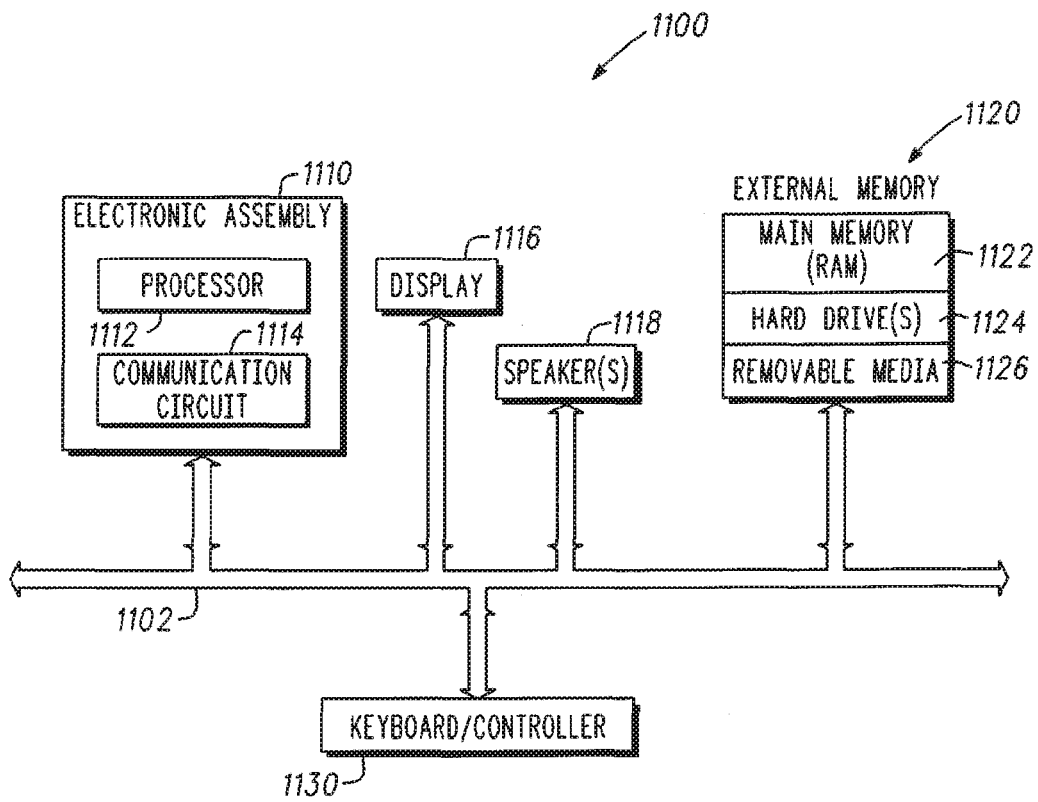 1100
1120
1110
EXTERNAL MEMORY
ELECTRONIC ASSEMBLY
MAIN MEMORY
(RAM)
1122
1116
DISPLAY
PROCESSOR
1112
1118
HARD DRIVE(S)
1124
1114
COMMUNICATION
CIRCUIT
SPEAKER(S)
REMOVABLE MEDIA
1126
1102
KEYBOARD/CONTROLLER
1130